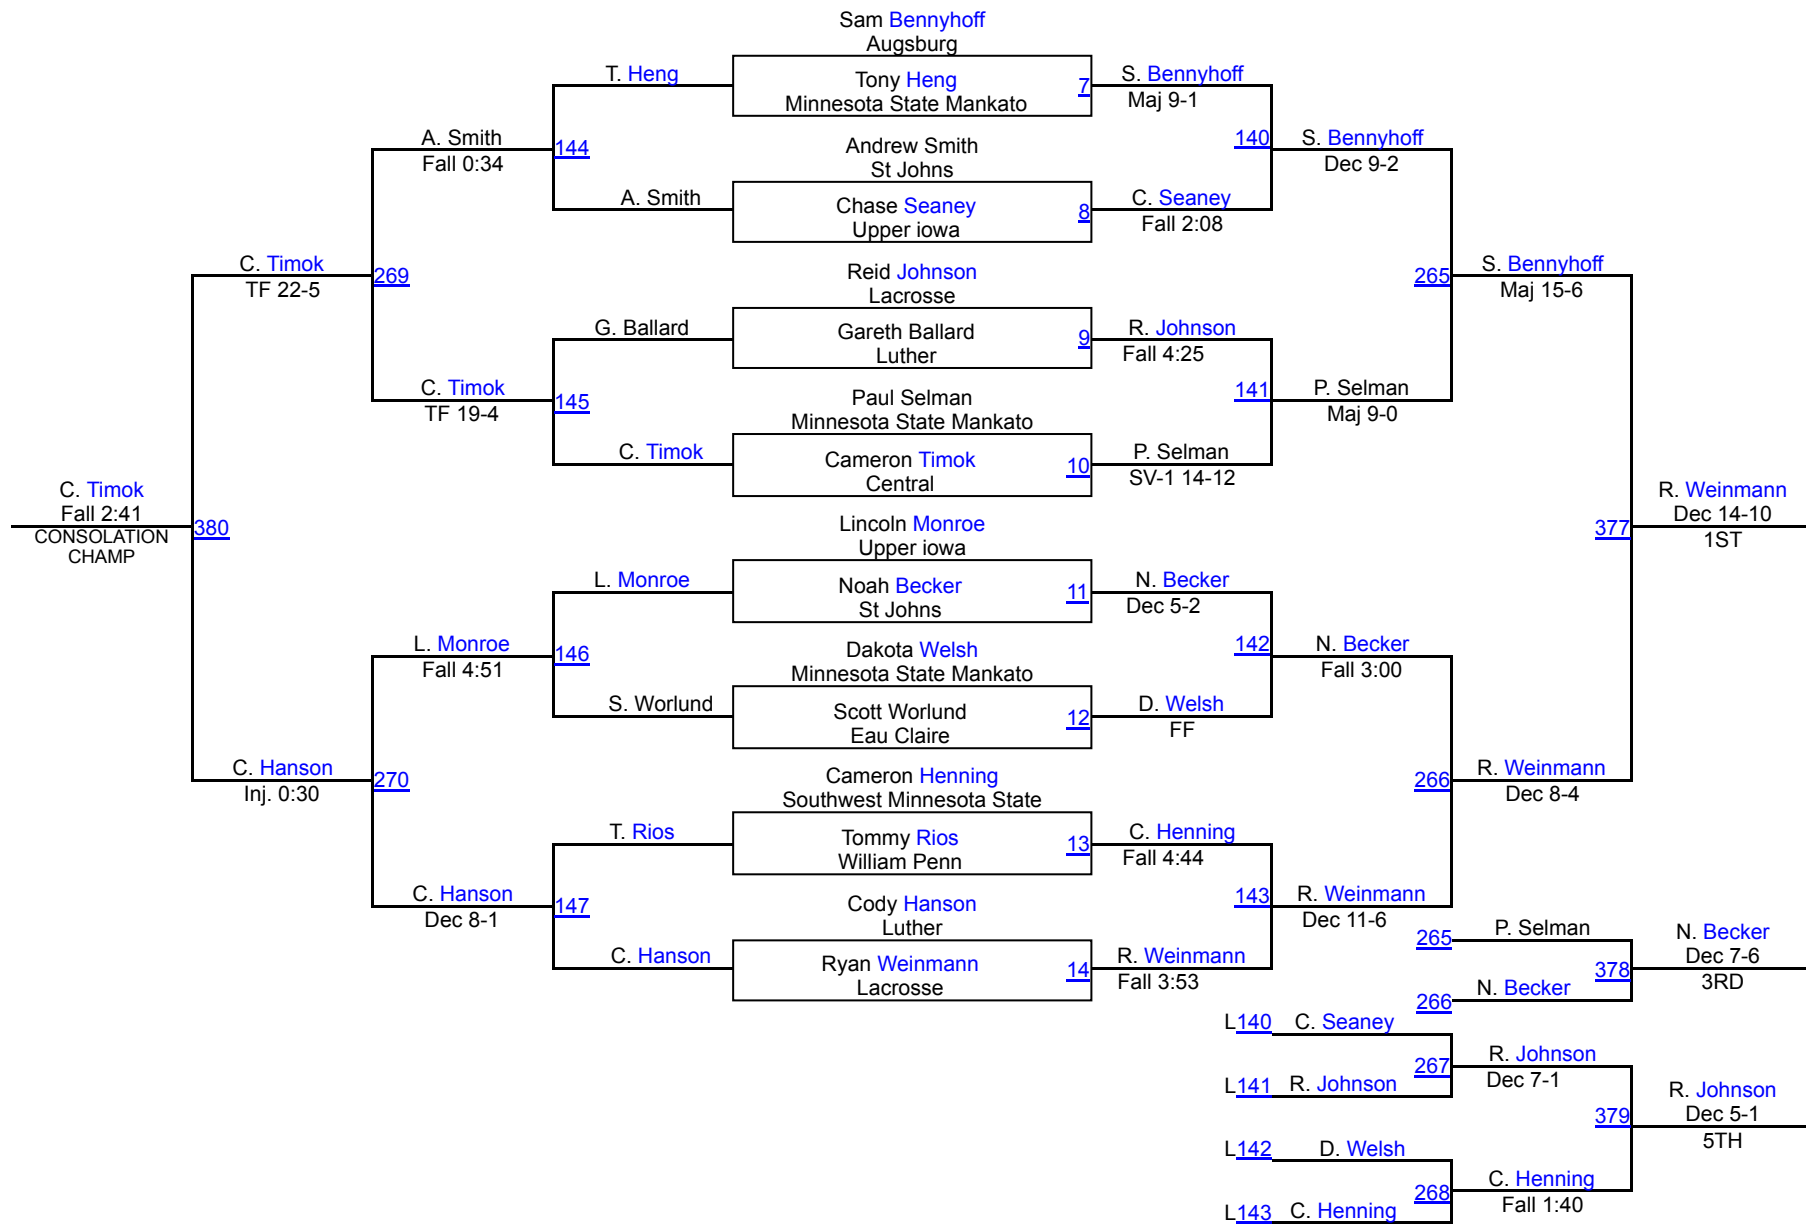 Sam Bennyhoff
Augsburg
T. Heng
Tony Heng
Minnesota State Mankato
7
S. Bennyhoff
Maj 9-1
A. Smith
Fall 0:34
144
Andrew Smith
St Johns
140
S. Bennyhoff
Dec 9-2
A. Smith
Chase Seaney
Upper iowa
8
C. Seaney
Fall 2:08
C. Timok
TF 22-5
269
Reid Johnson
Lacrosse
265
S. Bennyhoff
Maj 15-6
G. Ballard
Gareth Ballard
Luther
9
R. Johnson
Fall 4:25
C. Timok
TF 19-4
145
Paul Selman
Minnesota State Mankato
141
P. Selman
Maj 9-0
C. Timok
Cameron Timok
Central
10
P. Selman
SV-1 14-12
C. Timok
Fall 2:41
CONSOLATION
CHAMP
380
Lincoln Monroe
Upper iowa
377
R. Weinmann
Dec 14-10
1ST
L. Monroe
Noah Becker
St Johns
11
N. Becker
Dec 5-2
L. Monroe
Fall 4:51
146
Dakota Welsh
Minnesota State Mankato
142
N. Becker
Fall 3:00
S. Worlund
Scott Worlund
Eau Claire
12
D. Welsh
FF
C. Hanson
Inj. 0:30
270
Cameron Henning
Southwest Minnesota State
266
R. Weinmann
Dec 8-4
T. Rios
Tommy Rios
William Penn
13
C. Henning
Fall 4:44
C. Hanson
Dec 8-1
147
Cody Hanson
Luther
143
R. Weinmann
Dec 11-6
C. Hanson
Ryan Weinmann
Lacrosse
14
R. Weinmann
Fall 3:53
265
P. Selman
266
N. Becker
378
N. Becker
Dec 7-6
3RD
L140 C. Seaney
L141 R. Johnson
267
R. Johnson
Dec 7-1
379
R. Johnson
Dec 5-1
5TH
L142 D. Welsh
L143 C. Henning
268
C. Henning
Fall 1:40